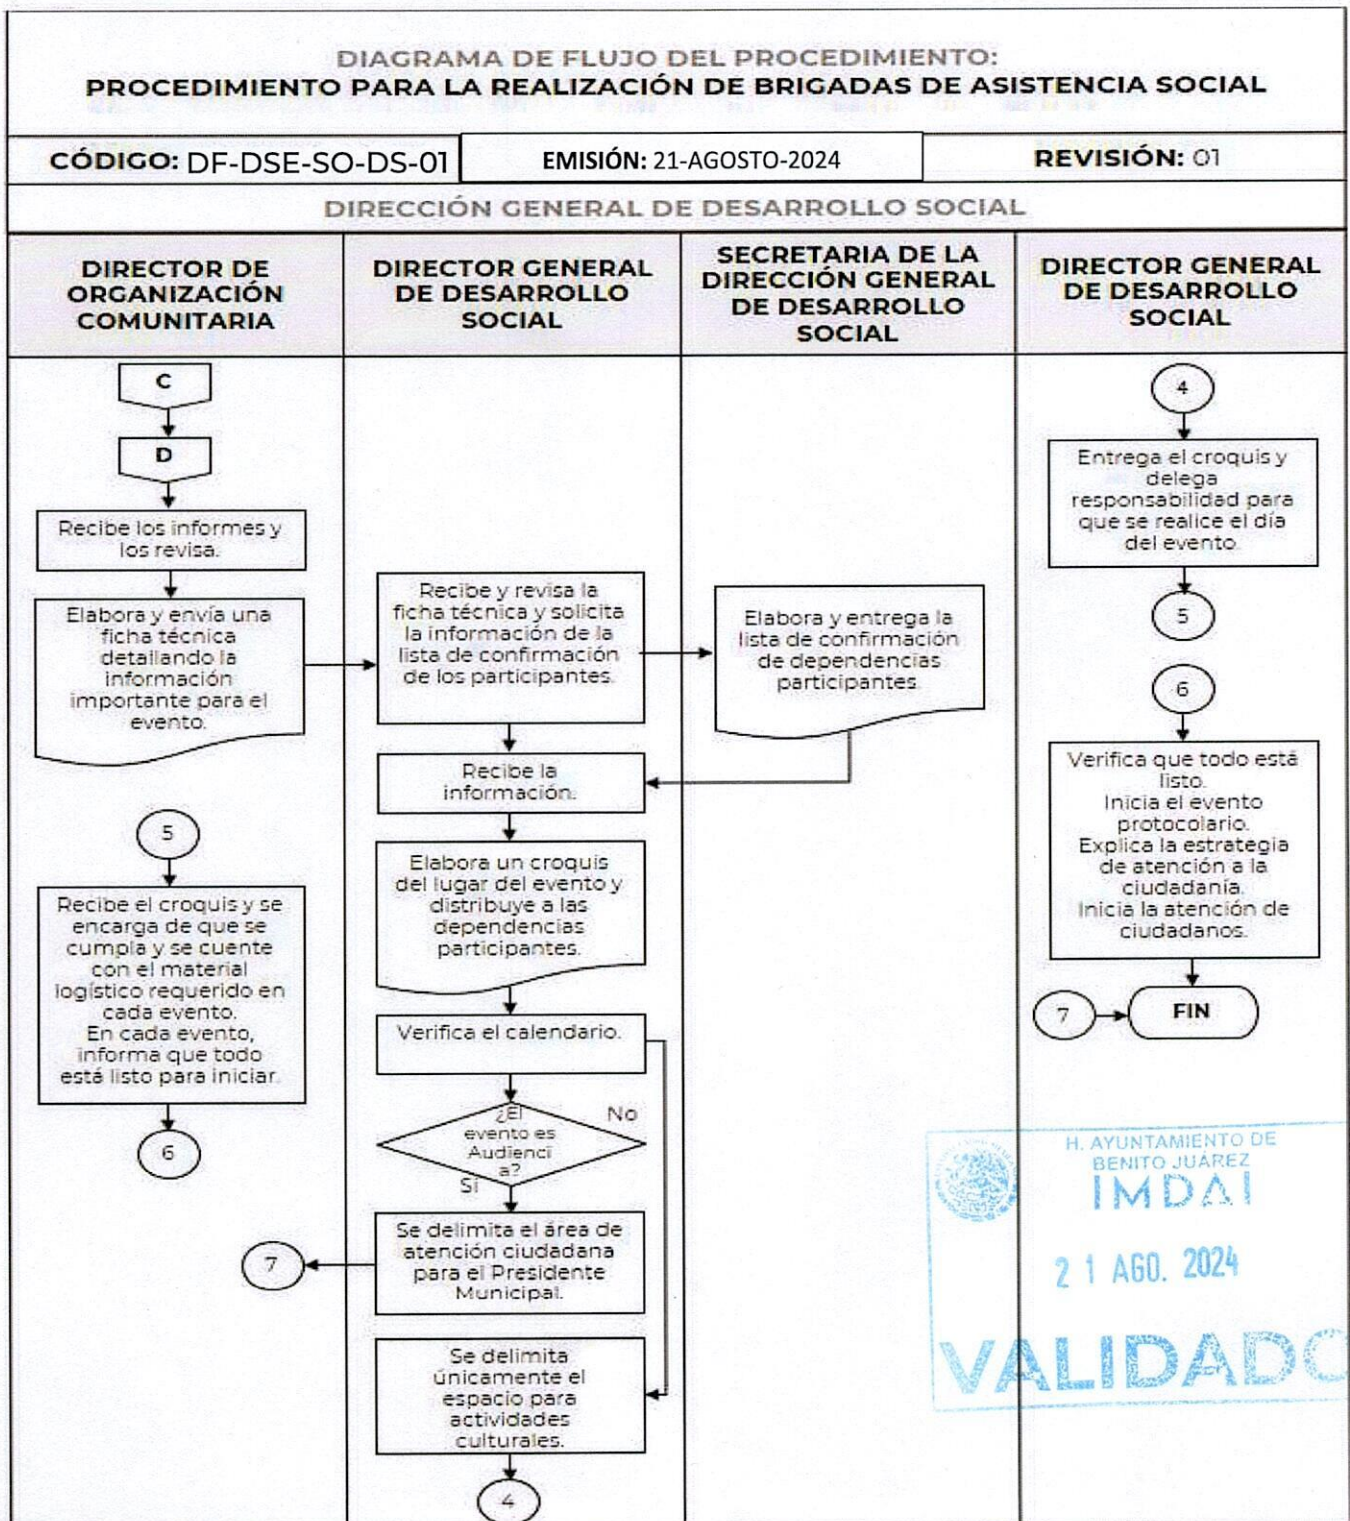 DIAGRAMA DE FLUJO DEL PROCEDIMIENTO:
PROCEDIMIENTO PARA LA REALIZACIÓN DE BRIGADAS DE ASISTENCIA SOCIAL
CÓDIGO: DF-DSE-SO-DS-01
EMISIÓN: 21-AGOSTO-2024
REVISIÓN: 01
DIRECCIÓN GENERAL DE DESARROLLO SOCIAL
DIRECTOR DE
ORGANIZACIÓN
COMUNITARIA
DIRECTOR GENERAL
DE DESARROLLO
SOCIAL
SECRETARIA DE LA
DIRECCIÓN GENERAL
DE DESARROLLO
SOCIAL
DIRECTOR GENERAL
DE DESARROLLO
SOCIAL
C
D
Recibe los informes y
los revisa.
Elabora y envía una
ficha técnica
detallando la
información
importante para el
evento.
5
Recibe el croquis y se
encarga de que se
cumpla y se cuente
con el material
logístico requerido en
cada evento.
En cada evento,
informa que todo
está listo para iniciar.
6
Recibe y revisa la
ficha técnica y solicita
la información de la
lista de confirmación
de los participantes.
Recibe la
información.
Elabora un croquis
del lugar del evento y
distribuye a las
dependencias
participantes.
Verifica el calendario.
¿El
evento es
Audienci
a?
No
Sí
Se delimita el área de
atención ciudadana
para el Presidente
Municipal.
7
Se delimita
únicamente el
espacio para
actividades
culturales.
4
Elabora y entrega la
lista de confirmación
de dependencias
participantes.
4
Entrega el croquis y
delega
responsabilidad para
que se realice el día
del evento.
5
6
Verifica que todo está
listo.
Inicia el evento
protocolario.
Explica la estrategia
de atención a la
ciudadanía.
Inicia la atención de
ciudadanos.
7
FIN
H. AYUNTAMIENTO DE
BENITO JUÁREZ
IMDAI
21 AGO. 2024
VALIDADO